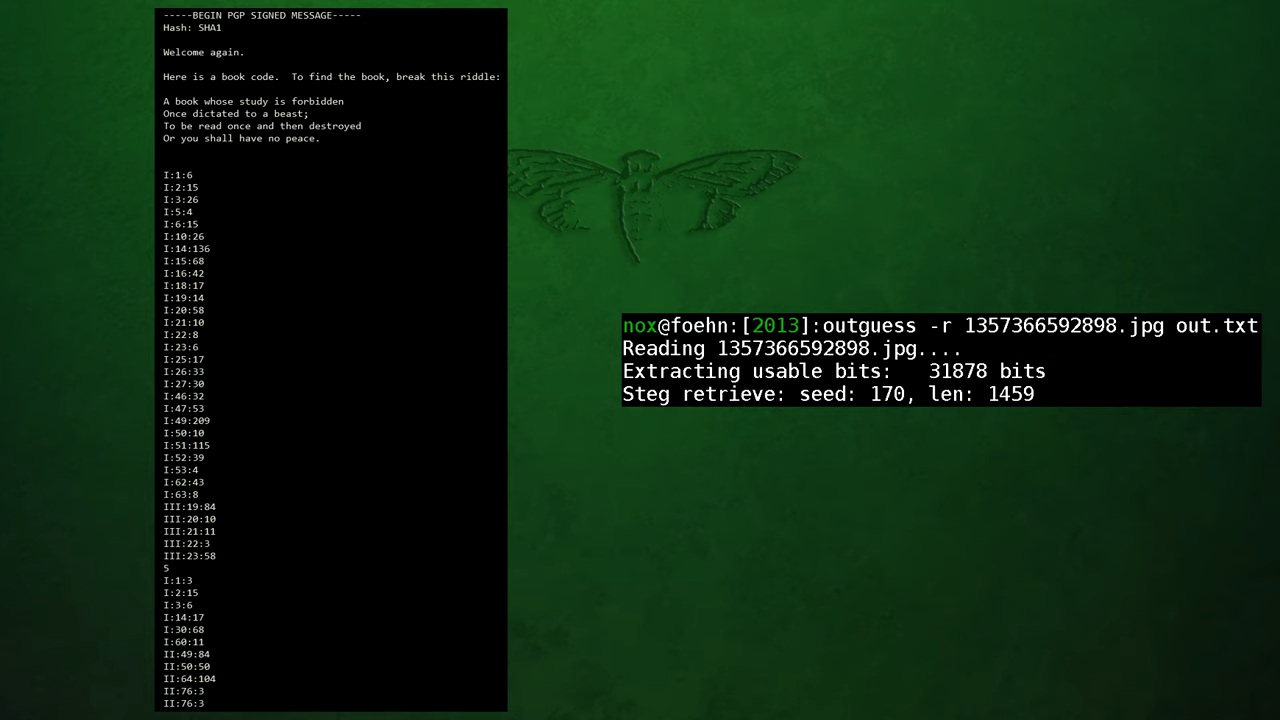 -----BEGIN PGP SIGNED MESSAGE-----
Hash: SHA1
Welcome again.
Here is a book code.  To find the book, break this riddle:
A book whose study is forbidden
Once dictated to a beast;
To be read once and then destroyed
Or you shall have no peace.
I:1:6
I:2:15
I:3:26
I:5:4
I:6:15
I:10:26
I:14:136
I:15:68
I:16:42
I:18:17
I:19:14
I:20:58
I:21:10
I:22:8
I:23:6
I:25:17
I:26:33
I:27:30
I:46:32
I:47:53
I:49:209
I:50:10
I:51:115
I:52:39
I:53:4
I:62:43
I:63:8
III:19:84
III:20:10
III:21:11
III:22:3
III:23:58
5
I:1:3
I:2:15
I:3:6
I:14:17
I:30:68
I:60:11
II:49:84
II:50:50
II:64:104
II:76:3
II:76:3
nox@foehn:[2013]:outguess -r 1357366592898.jpg out.txt
Reading 1357366592898.jpg....
Extracting usable bits:   31878 bits
Steg retrieve: seed: 170, len: 1459